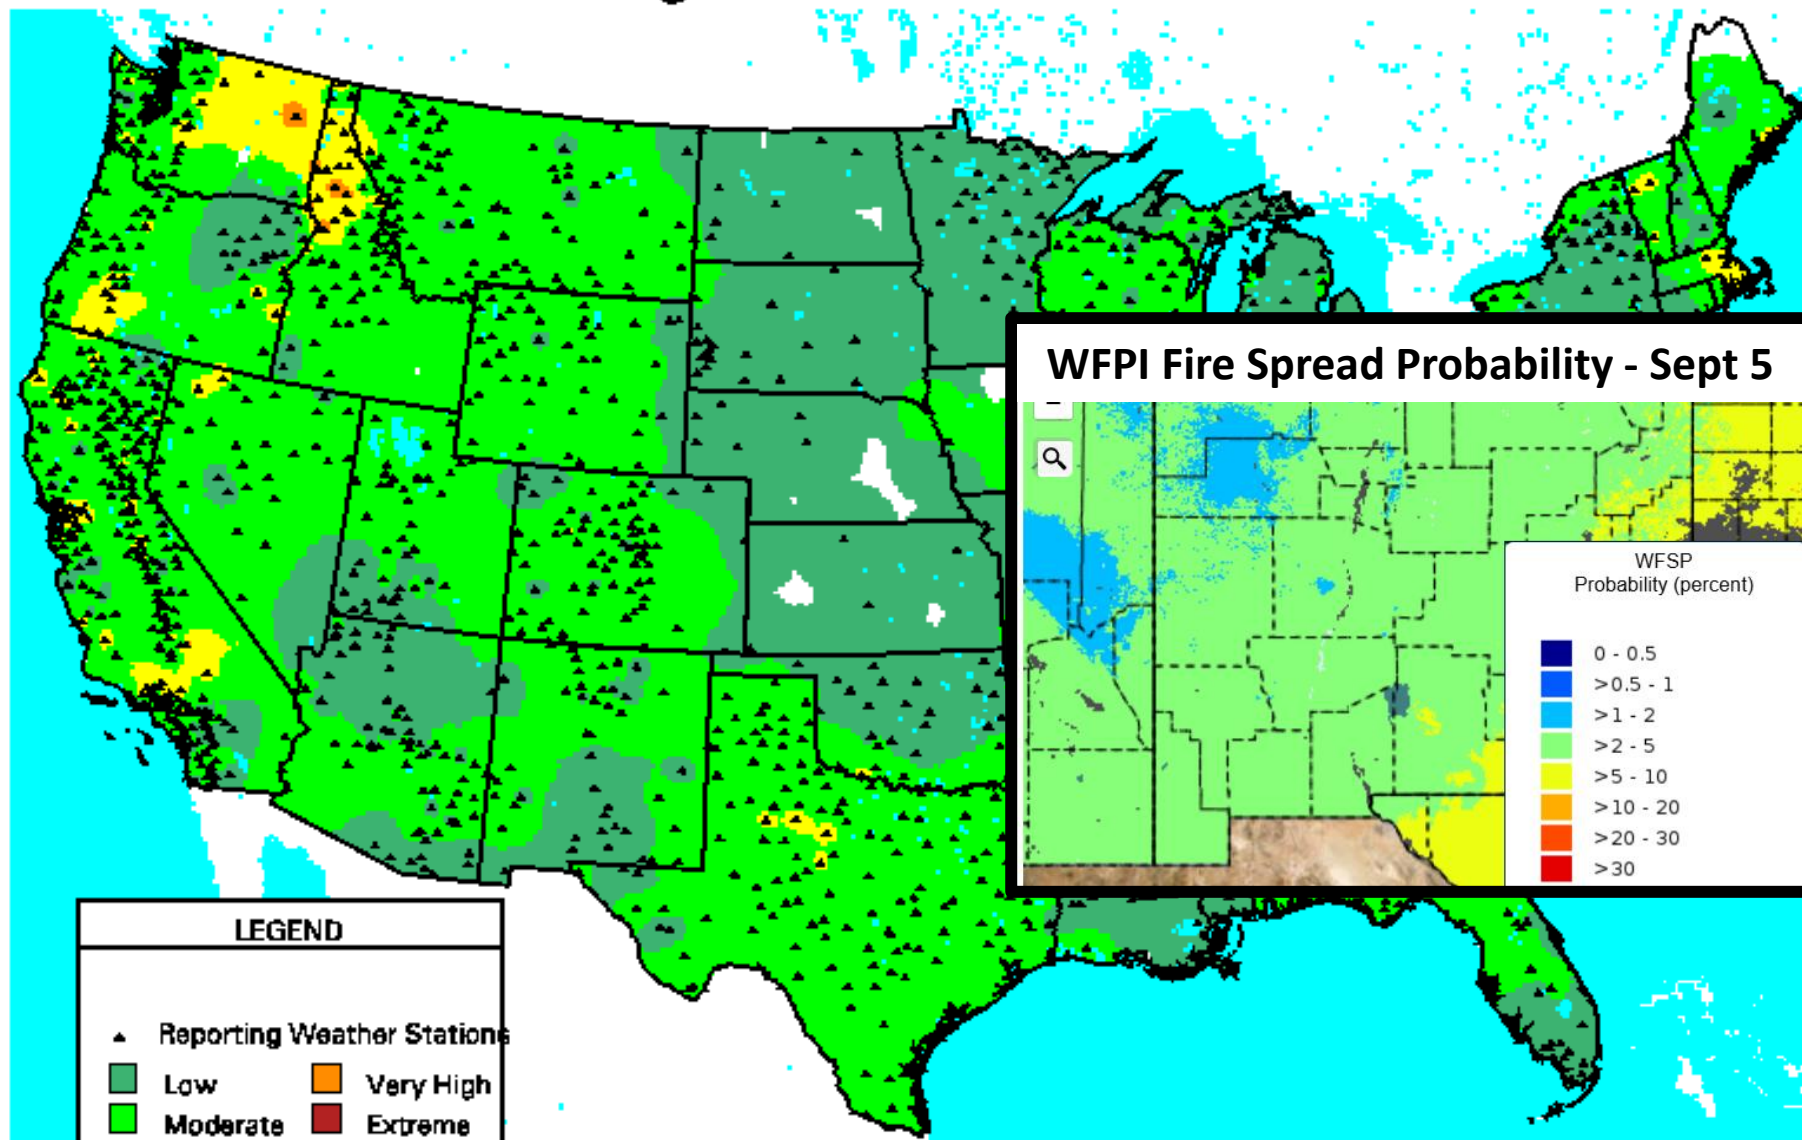 WFPI Fire Spread Probability - Sept 5
WFSP
Probability (percent)
0 - 0.5
>0.5 - 1
>1 - 2
>2 - 5
>5 - 10
>10 - 20
>20 - 30
>30
LEGEND
Reporting Weather Stations
Low
Very High
Moderate
Extreme